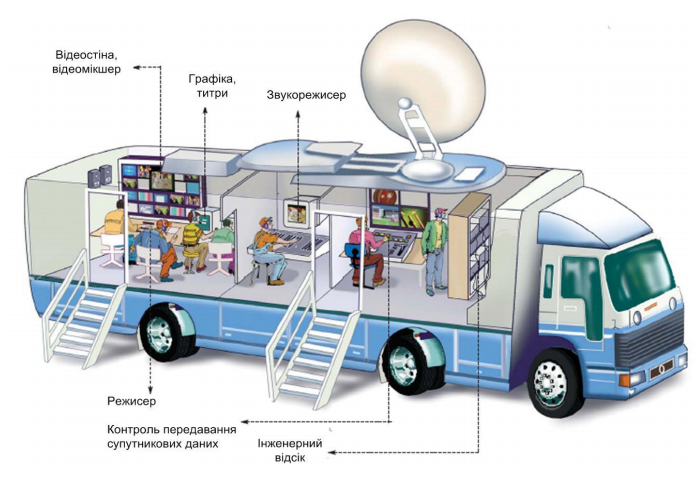 Відеостіна,
відеомікшер
Графіка,
титри
Звукорежисер
Режисер
Контроль передавання
супутникових даних
Інженерний
відсік